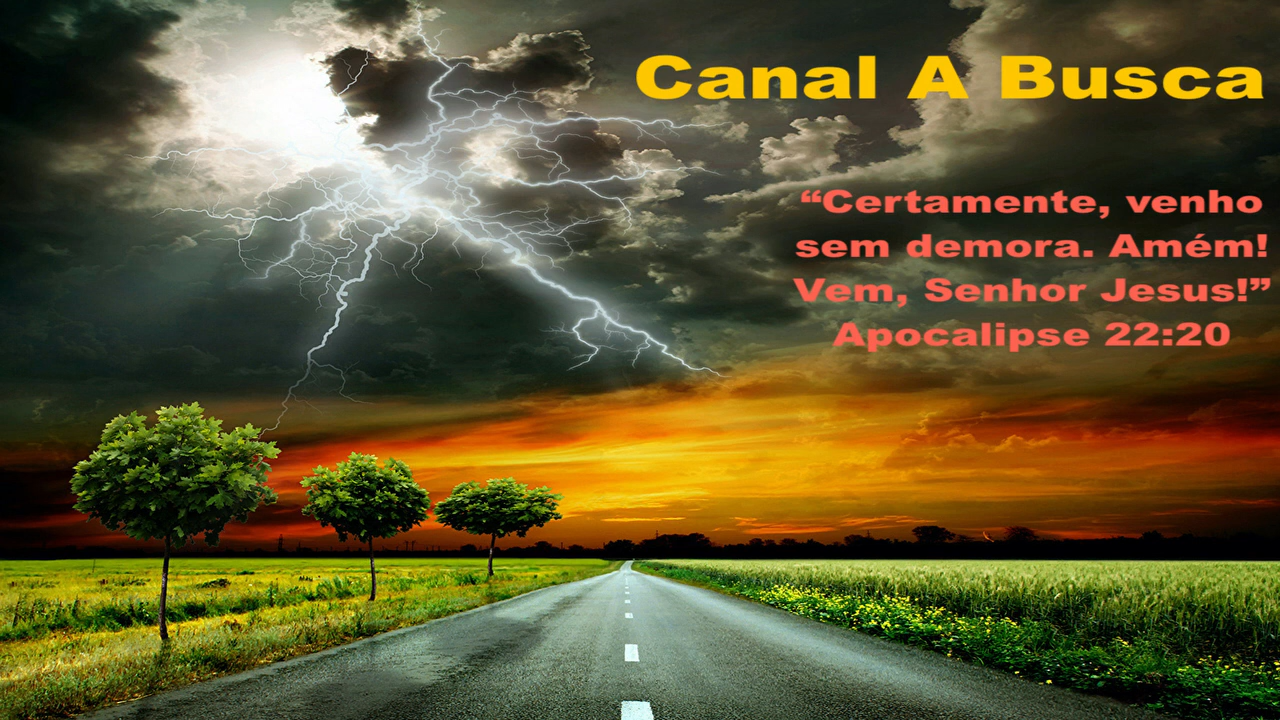 Canal A Busca
“Certamente, venho
sem demora. Amém!
Vem, Senhor Jesus!”
Apocalipse 22:20